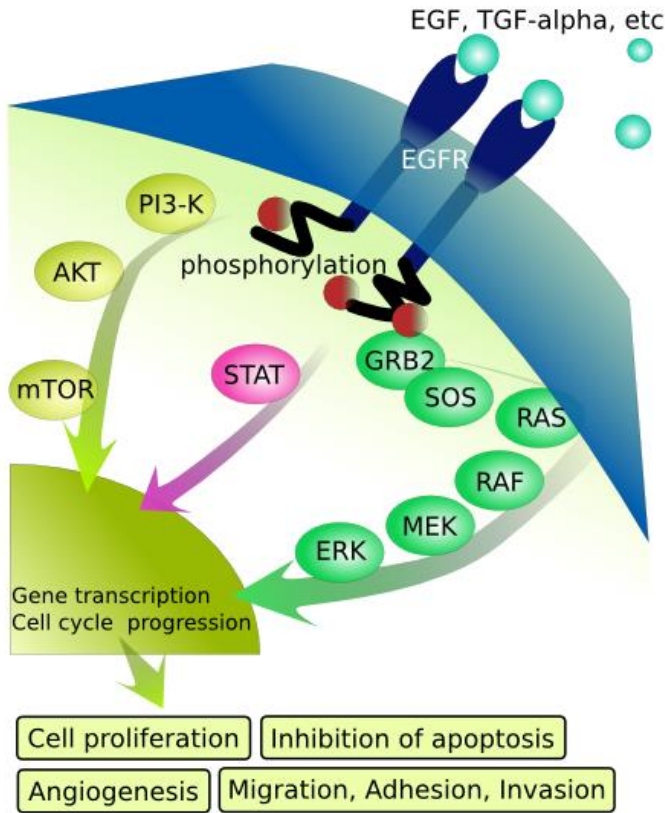 EGF, TGF-alpha, etc
EGFR
PI3-K
phosphorylation
AKT
mTOR
STAT
GRB2
SOS
RAS
RAF
MEK
ERK
Gene transcription
Cell cycle progression
Cell proliferation
Inhibition of apoptosis
Angiogenesis
Migration, Adhesion, Invasion